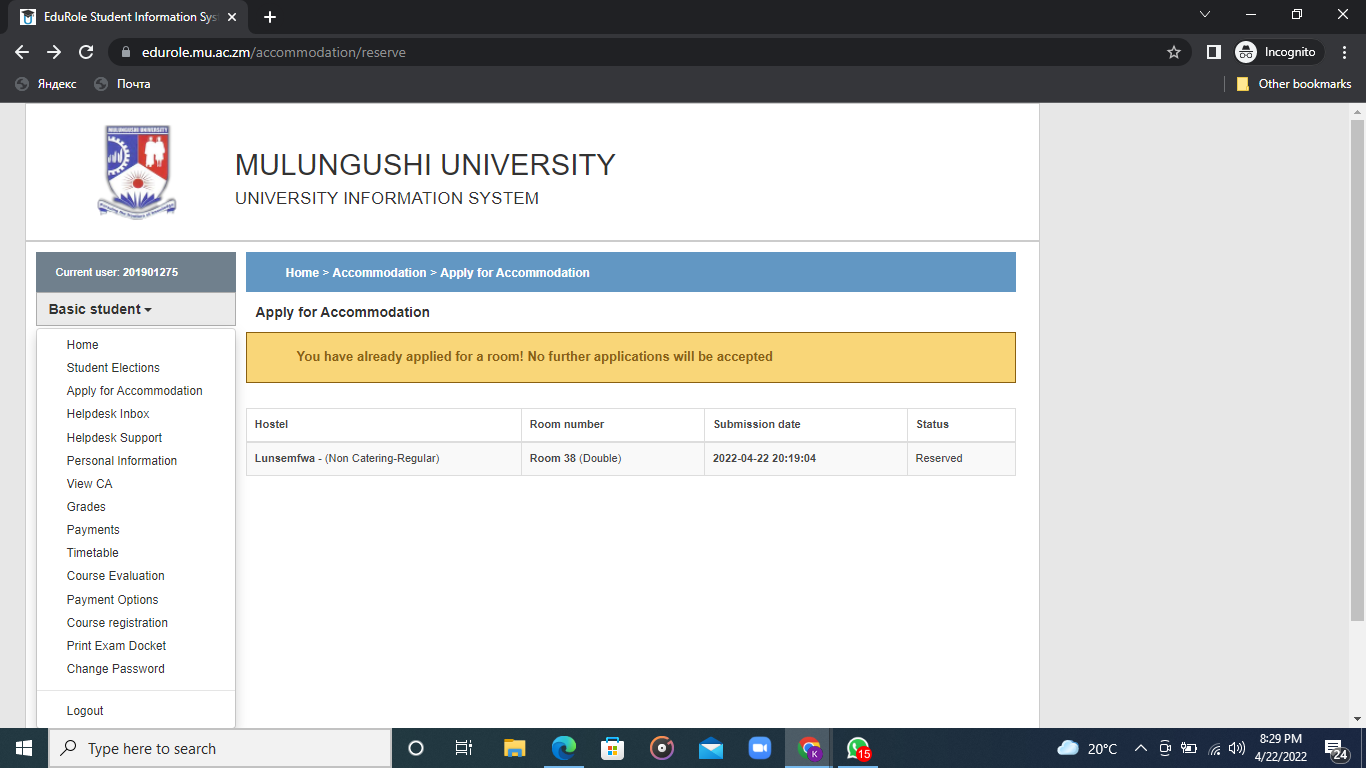 EduRole Student Information Sys
edurole.mu.ac.zm/accommodation/reserve
Incognito
Яндекс
Почта
Other bookmarks
MULUNGUSHI UNIVERSITY
MULUNGUSHI UNIVERSITY
UNIVERSITY INFORMATION SYSTEM
Current user: 201901275
Home > Accommodation > Apply for Accommodation
Basic student
Apply for Accommodation
You have already applied for a room! No further applications will be accepted
Home
Student Elections
Apply for Accommodation
Helpdesk Inbox
Helpdesk Support
Personal Information
View CA
Grades
Payments
Timetable
Course Evaluation
Payment Options
Course registration
Print Exam Docket
Change Password
Logout
Hostel Room number Submission date Status
Lunsemfwa - (Non Catering-Regular) Room 38 (Double) 2022-04-22 20:19:04 Reserved
Type here to search
K
15
20°C
8:29 PM
4/22/2022
24